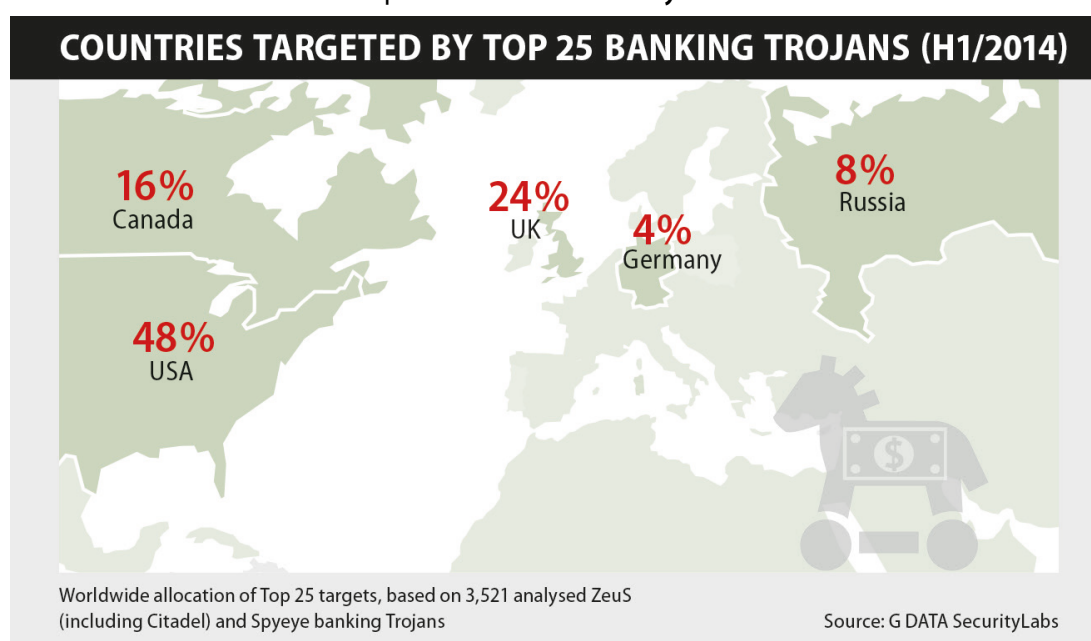 COUNTRIES TARGETED BY TOP 25 BANKING TROJANS (H1/2014)
16%
Canada
24%
UK
4%
Germany
8%
Russia
48%
USA
$
Worldwide allocation of Top 25 targets, based on 3,521 analysed ZeuS
(including Citadel) and Spyeye banking Trojans
Source: G DATA SecurityLabs